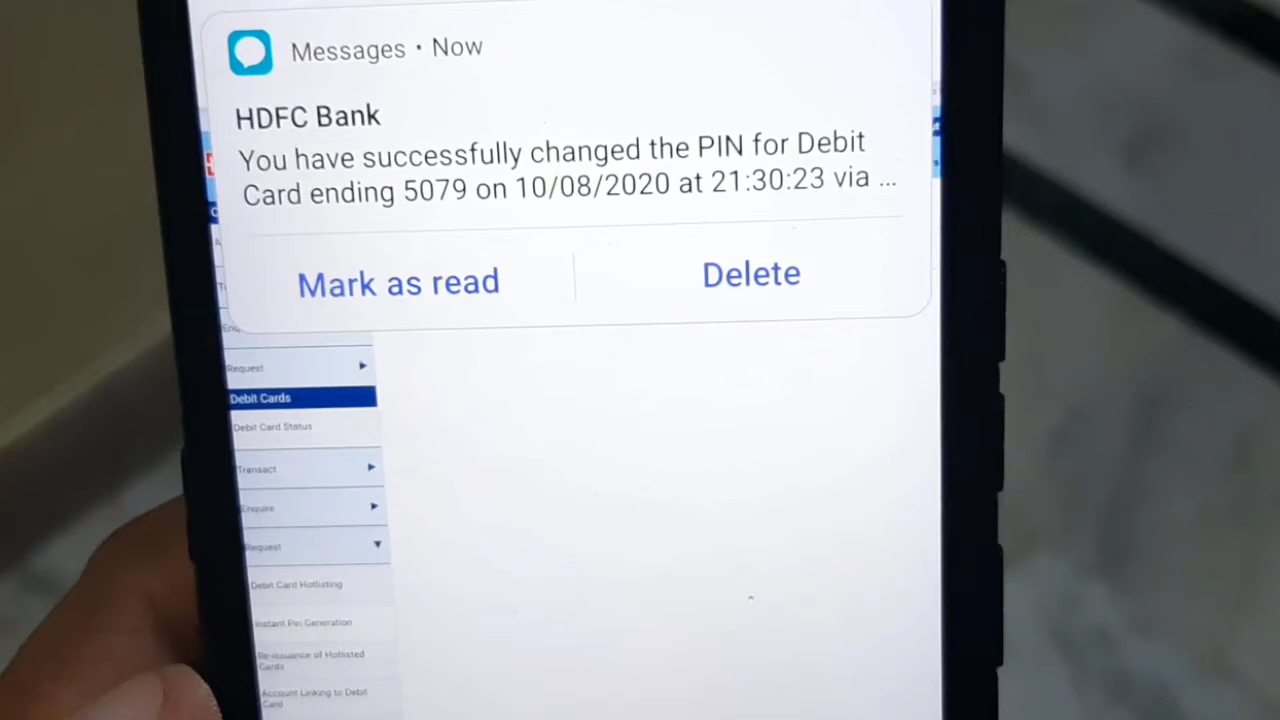 Messages • Now
HDFC Bank
You have successfully changed the PIN for Debit
Card ending 5079 on 10/08/2020 at 21:30:23 via ...
Mark as read
Delete
Request
Debit Cards
Debit Card Status
Transact
Enquire
Request
Debit Card Hotlisting
Instant Pin Generation
Re-issuance of Hotlisted
Cards
Account Linking to Debit
Card